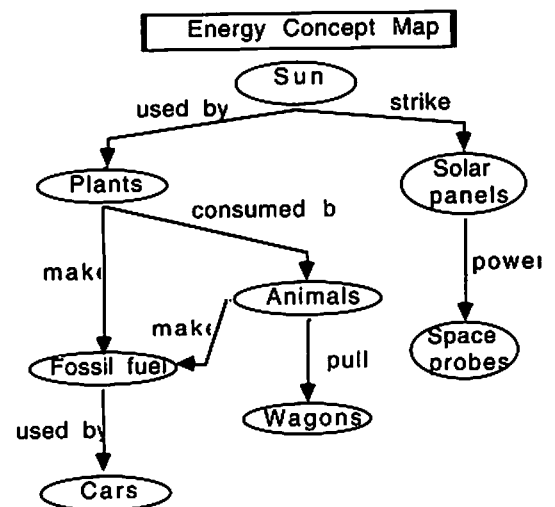 Energy Concept Map
Sun
used by
strike
Plants
Solar
panels
consumed b
make
power
Animals
make
Space
probes
Fossil fuel
pull
used by
Wagons
Cars